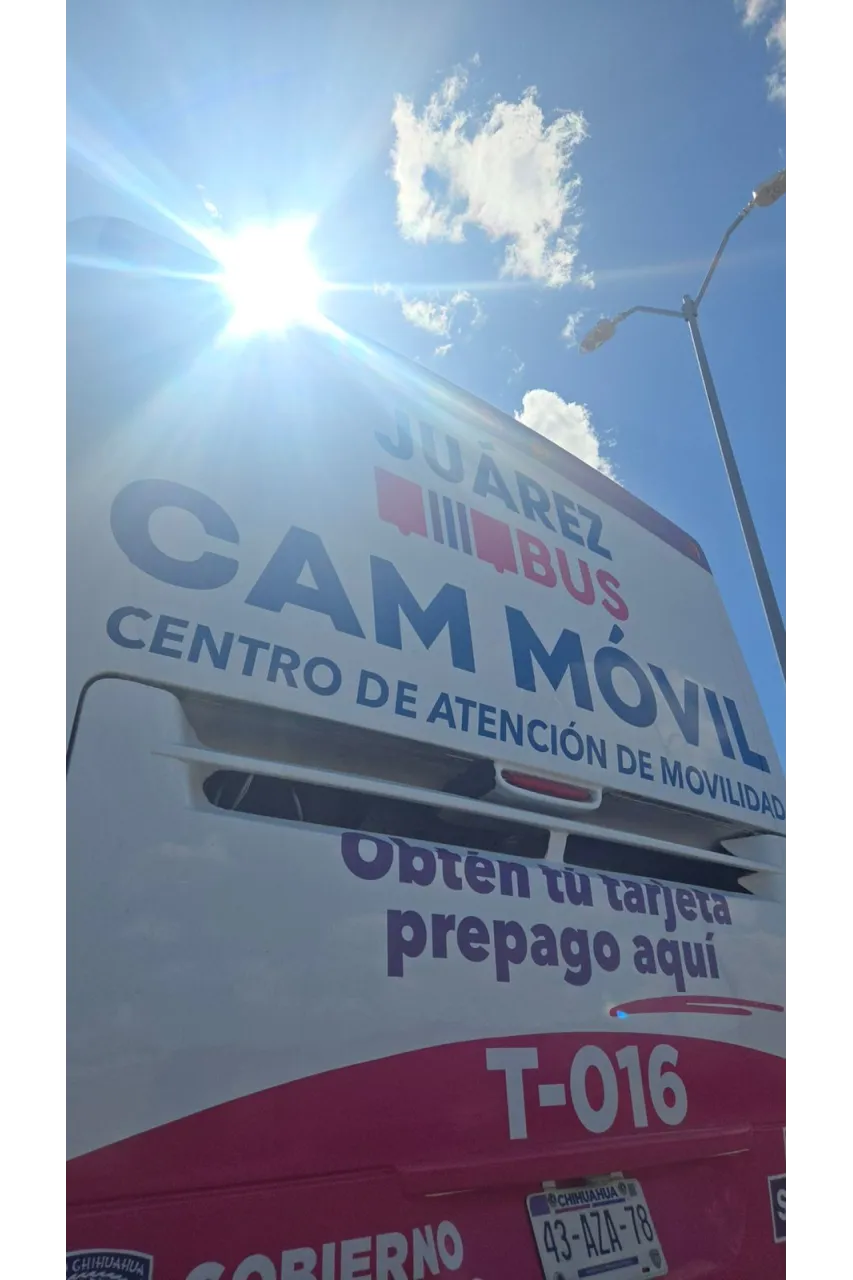 JUÁREZ
BUS
CAM MÓVIL
CENTRO DE ATENCIÓN DE MOVILIDAD
Obtén tu tarjeta
prepago aquí
T-016
CHIHUAHUA
43-AZA-78
GOBIERNO
CHIHUAHUA